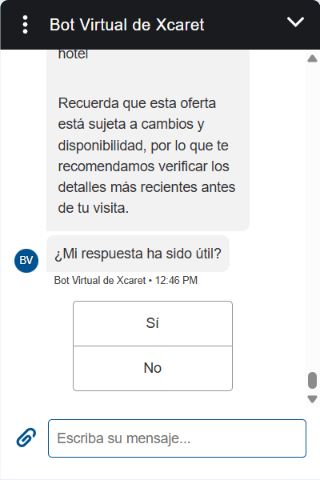 Bot Virtual de Xcaret
hotel
Recuerda que esta oferta
está sujeta a cambios y
disponibilidad, por lo que te
recomendamos verificar los
detalles más recientes antes
de tu visita.
BV
¿Mi respuesta ha sido útil?
Bot Virtual de Xcaret • 12:46 PM
Sí
No
Escriba su mensaje...